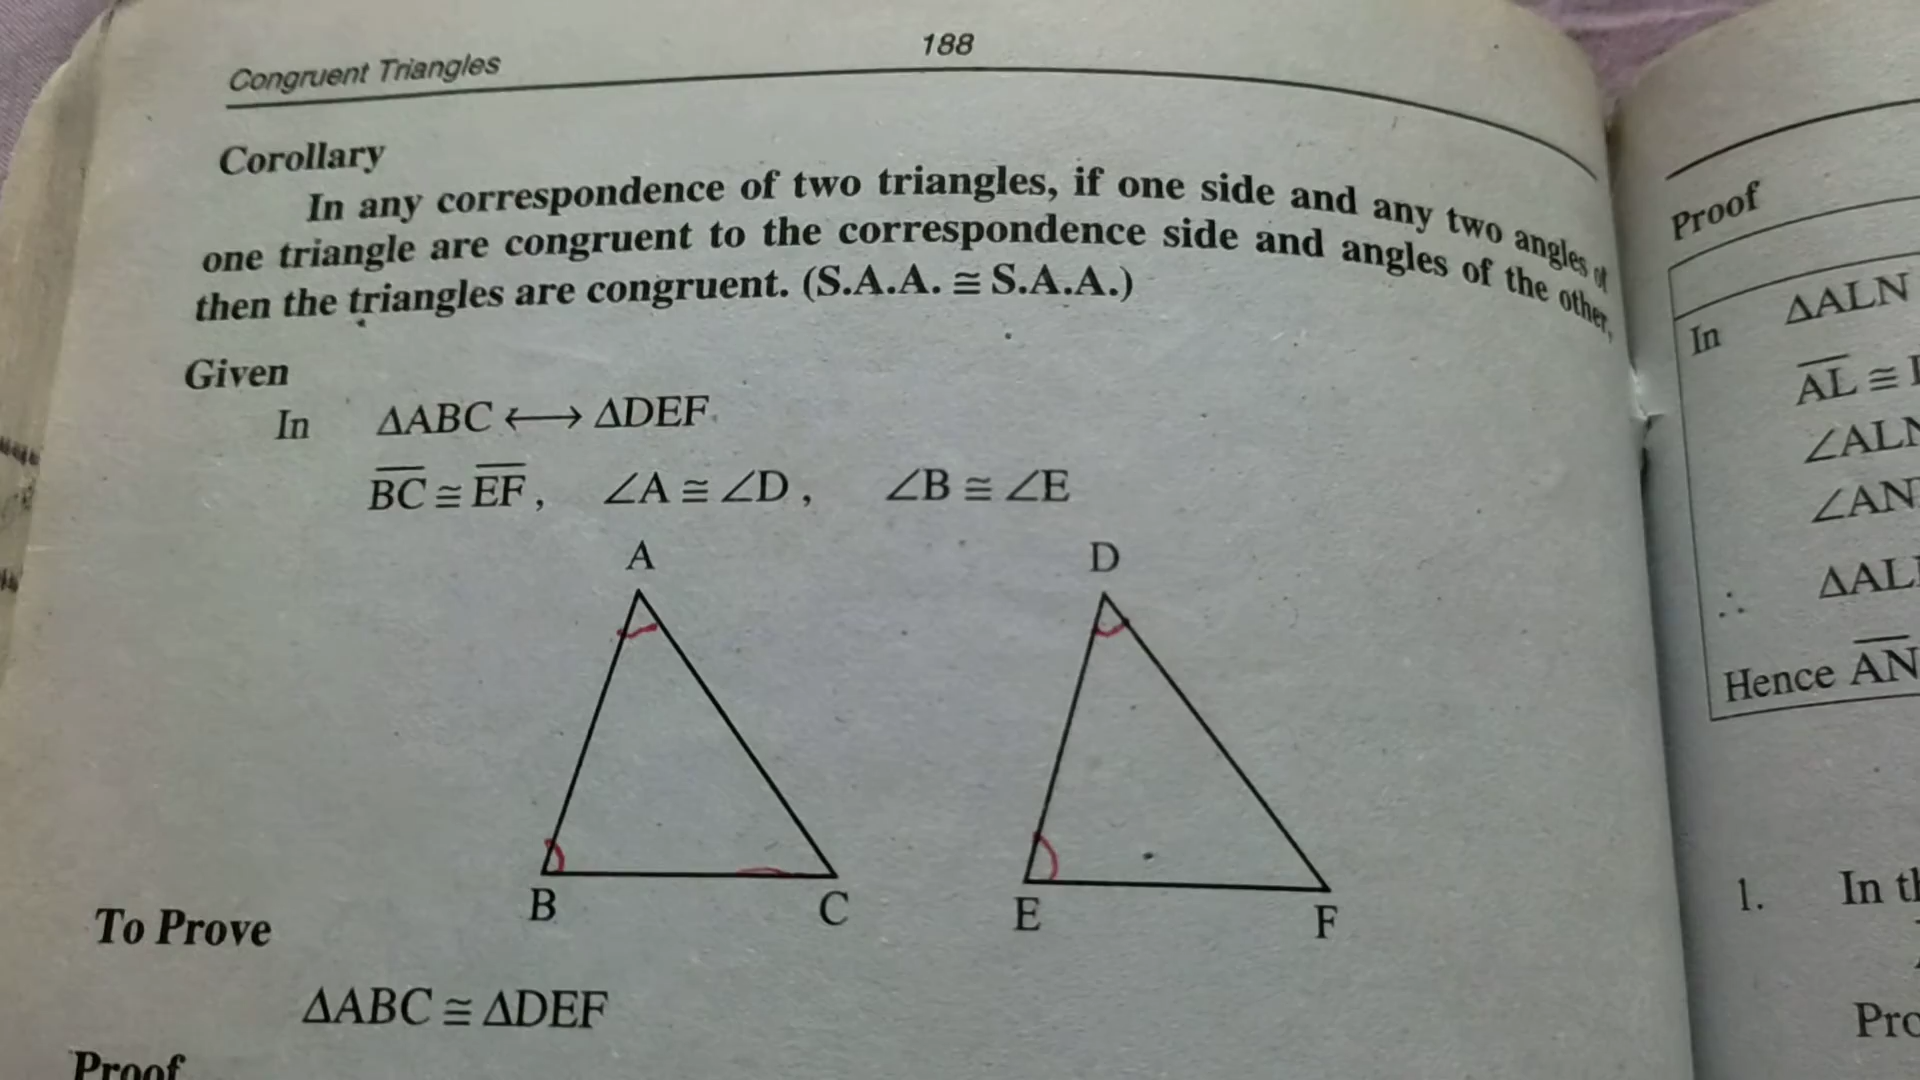 Congruent Triangles
188
Corollary
In any correspondence of two triangles, if one side and any two angles of
one triangle are congruent to the correspondence side and angles of the other,
then the triangles are congruent. (S.A.A. ≅ S.A.A.)
Given
In ΔABC ⟷ ΔDEF
B̅C̅ ≅ E̅F̅, ∠A ≅ ∠D, ∠B ≅ ∠E
A
D
B
C
E
F
To Prove
ΔABC ≅ ΔDEF
Proof
Proof
In ΔALN
A̅L̅ ≅
∴
Hence A̅N̅
1. In